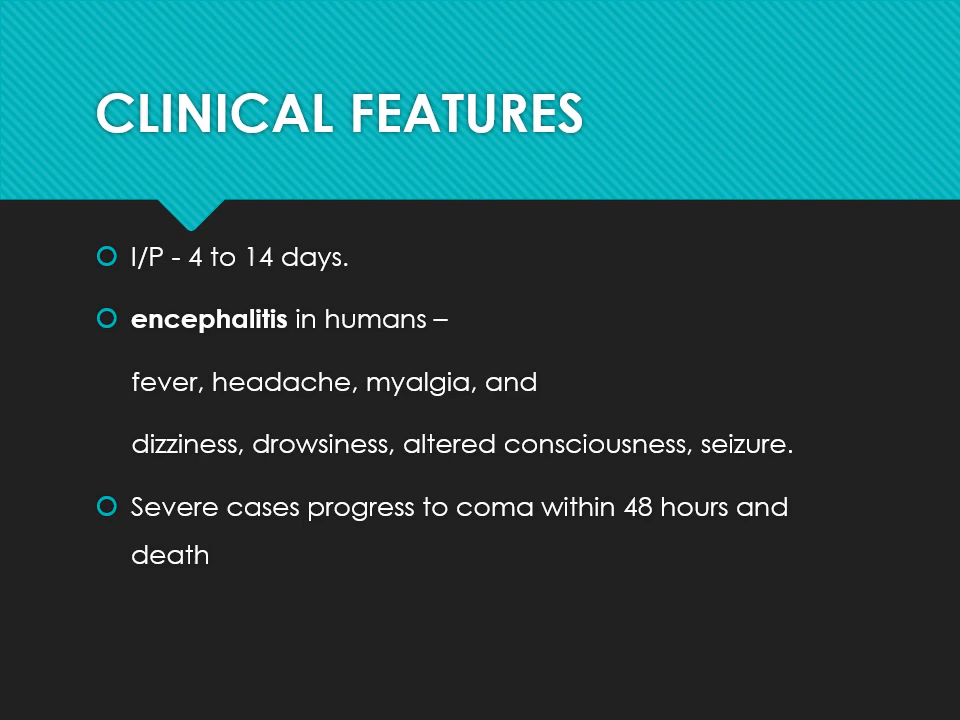 CLINICAL FEATURES
I/P - 4 to 14 days.
encephalitis in humans –
fever, headache, myalgia, and
dizziness, drowsiness, altered consciousness, seizure.
Severe cases progress to coma within 48 hours and
death